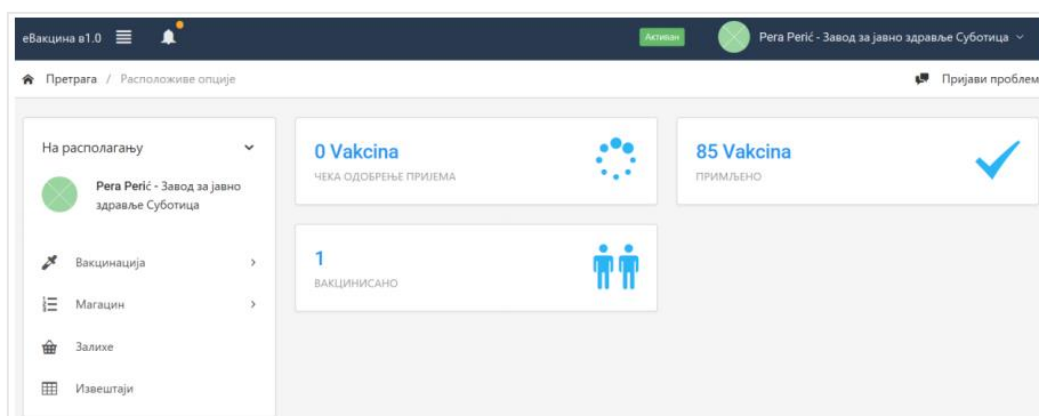 еВакцина в1.0
Активан
Pera Perić - Завод за јавно здравље Суботица
Претрага / Расположиве опције
Пријави проблем
На располагању
Pera Perić - Завод за јавно
здравље Суботица
Вакцинација
Магацин
Залихе
Извештаји
0 Vakcina
ЧЕКА ОДОБРЕЊЕ ПРИЈЕМА
85 Vakcina
ПРИМЉЕНО
1
ВАКЦИНИСАНО